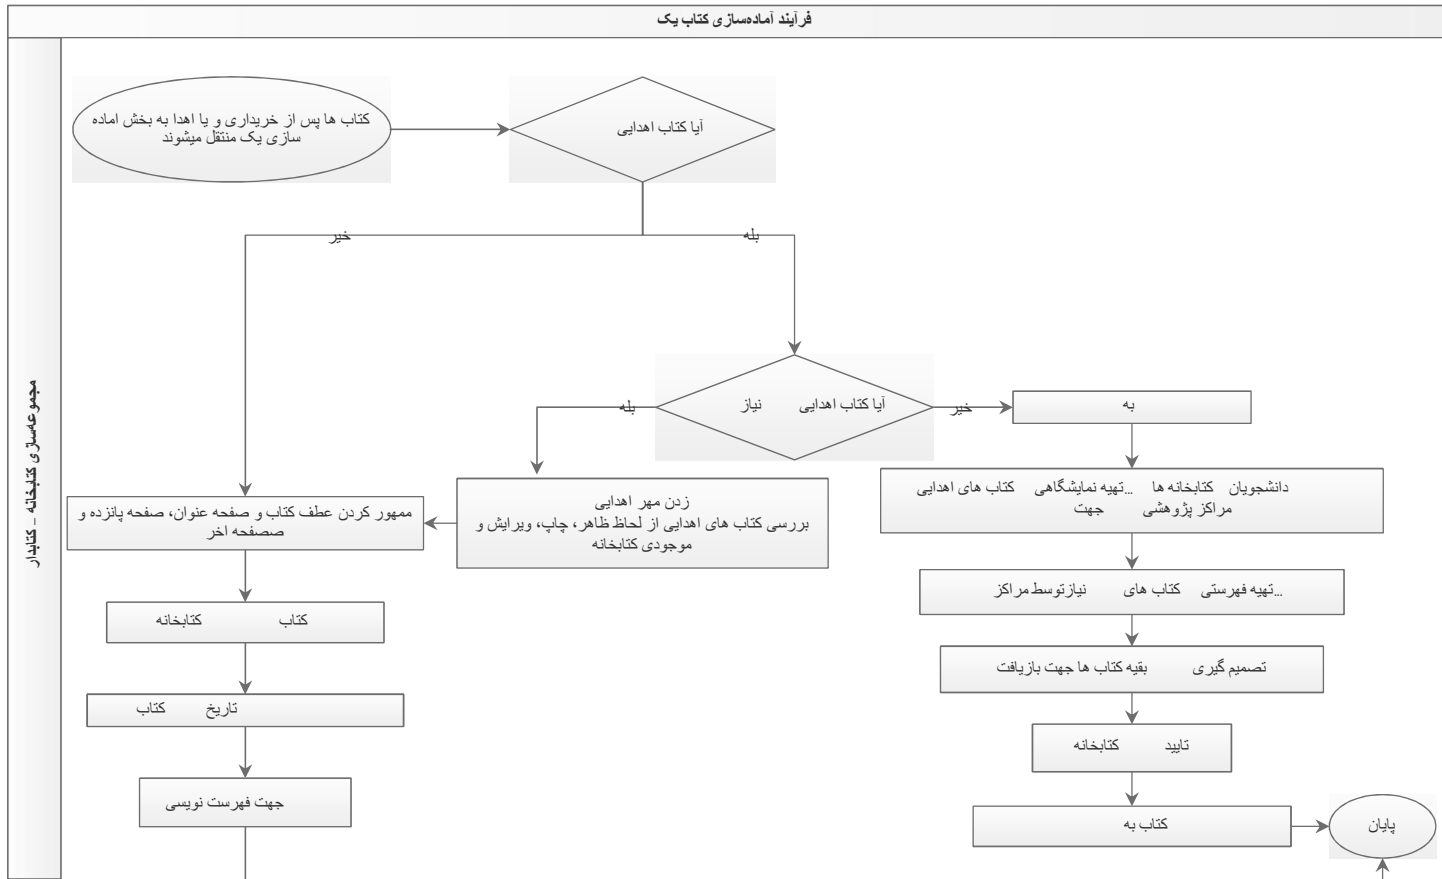 فرآیند آماده‌سازی کتاب یک
مجموعه‌سازی کتابخانه - کتابدار
کتاب ها پس از خریداری و یا اهدا به بخش اماده
سازی یک منتقل میشوند
آیا کتاب اهدایی
خیر
بله
آیا کتاب اهدایی نیاز
بله
خیر
به
زدن مهر اهدایی
بررسی کتاب های اهدایی از لحاظ ظاهر، چاپ، ویرایش و
موجودی کتابخانه
ممهور کردن عطف کتاب و صفحه عنوان، صفحه پانزده و
صصفحه اخر
کتاب کتابخانه
تاریخ کتاب
جهت فهرست نویسی
دانشجویان کتابخانه ها ...تهیه نمایشگاهی کتاب های اهدایی
مراکز پژوهشی جهت
...تهیه فهرستی کتاب های نیازتوسط مراکز
تصمیم گیری بقیه کتاب ها جهت بازیافت
تایید کتابخانه
کتاب به
پایان